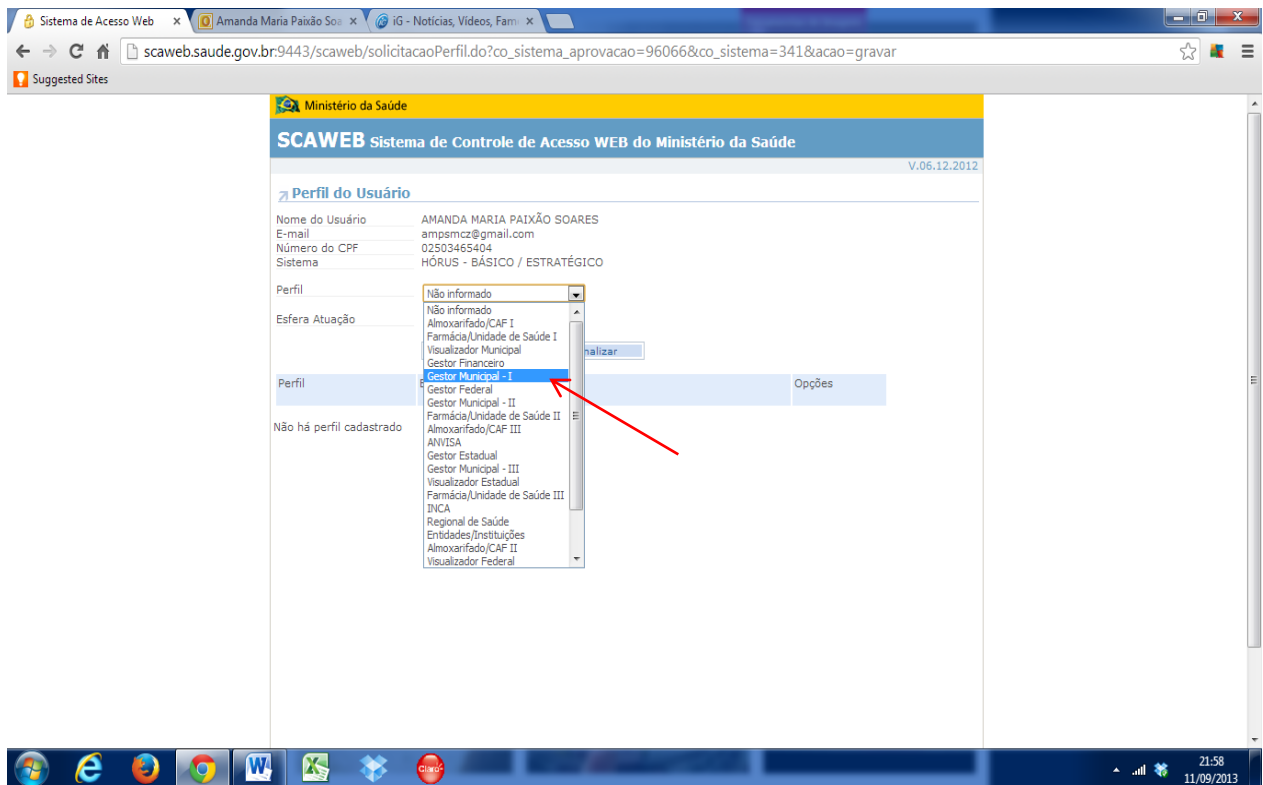 Sistema de Acesso Web
Amanda Maria Paixão Soa
iG - Notícias, Vídeos, Fam
scaweb.saude.gov.br:9443/scaweb/solicitacaoPerfil.do?co_sistema_aprovacao=96066&co_sistema=341&acao=gravar
Suggested Sites
Ministério da Saúde
SCAWEB Sistema de Controle de Acesso WEB do Ministério da Saúde
V.06.12.2012
Perfil do Usuário
Nome do Usuário AMANDA MARIA PAIXÃO SOARES
E-mail ampsmcz@gmail.com
Número do CPF 02503465404
Sistema HÓRUS - BÁSICO / ESTRATÉGICO
Perfil Não informado
Esfera Atuação
Não informado
Almoxarifado/CAF I
Farmácia/Unidade de Saúde I
Visualizador Municipal
nalizar
Gestor Financeiro
Gestor Municipal - I
Perfil
Opções
Gestor Federal
Gestor Municipal - II
Farmácia/Unidade de Saúde II
Não há perfil cadastrado
Almoxarifado/CAF III
ANVISA
Gestor Estadual
Gestor Municipal - III
Visualizador Estadual
Farmácia/Unidade de Saúde III
INCA
Regional de Saúde
Entidades/Instituições
Almoxarifado/CAF II
Visualizador Federal
Claro
21:58
11/09/2013